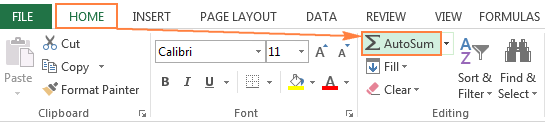 FILE HOME INSERT PAGE LAYOUT DATA REVIEW VIEW FORMULAS
Paste
Cut
Copy
Format Painter
Clipboard
Calibri 11 A A
B I U A
Font
Σ AutoSum
Fill
Clear
A Z
Sort & Filter
Find & Select
Editing